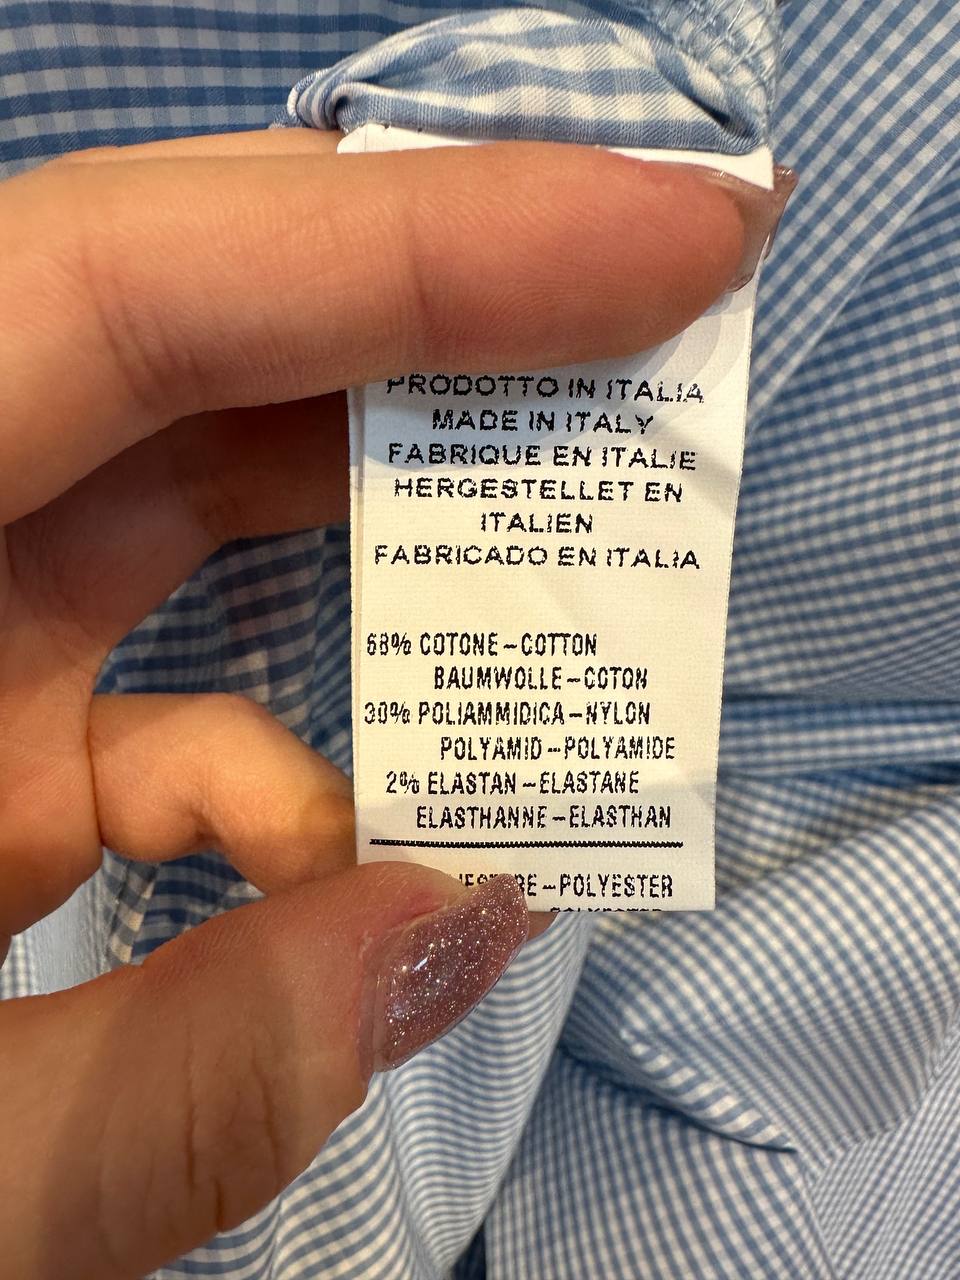 PRODOTTO IN ITALIA
MADE IN ITALY
FABRIQUE EN ITALIE
HERGESTELLET EN
ITALIEN
FABRICADO EN ITALIA
68% COTONE-COTTON
BAUMWOLLE-COTON
30% POLIAMMIDICA-NYLON
POLYAMID-POLYAMIDE
2% ELASTAN-ELASTANE
ELASTHANNE-ELASTHAN
-POLYESTER